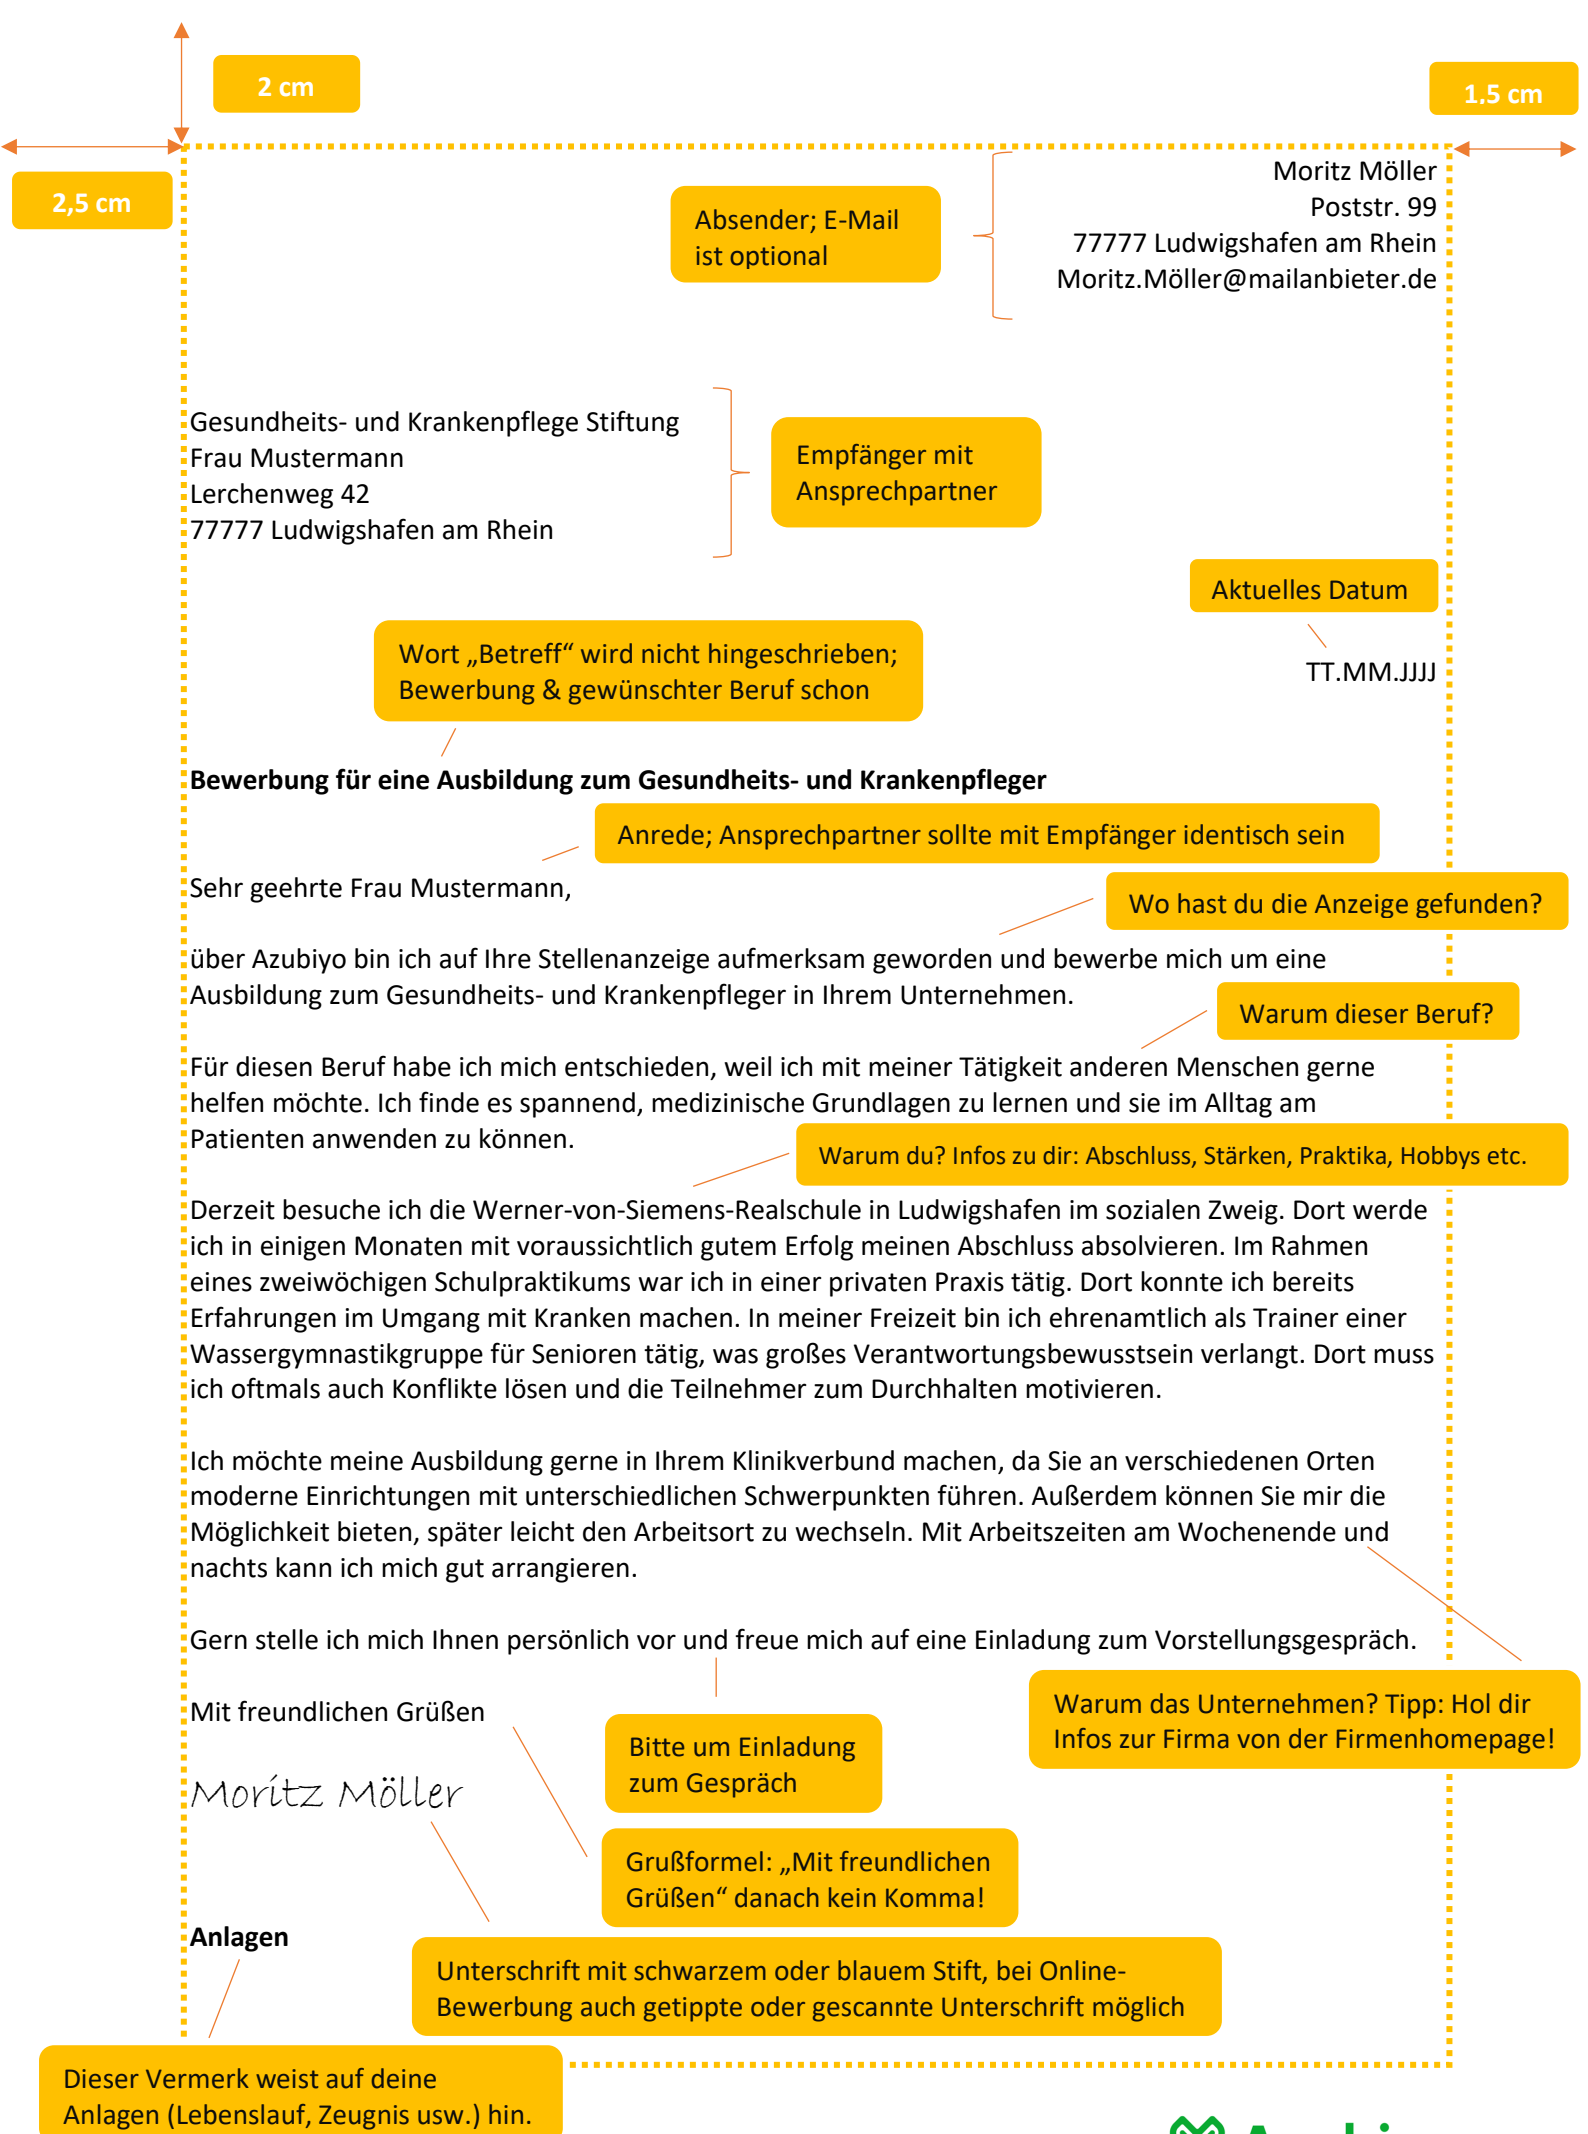 2 cm
1.5 cm
2,5 cm
Moritz Möller
Poststr. 99
77777 Ludwigshafen am Rhein
Moritz.Möller@mailanbieter.de
Absender; E-Mail
ist optional
Gesundheits- und Krankenpflege Stiftung
Frau Mustermann
Lerchenweg 42
77777 Ludwigshafen am Rhein
Empfänger mit
Ansprechpartner
Aktuelles Datum
TT.MM.JJJJ
Wort „Betreff“ wird nicht hingeschrieben;
Bewerbung & gewünschter Beruf schon
Bewerbung für eine Ausbildung zum Gesundheits- und Krankenpfleger
Anrede; Ansprechpartner sollte mit Empfänger identisch sein
Sehr geehrte Frau Mustermann,
Wo hast du die Anzeige gefunden?
über Azubiyo bin ich auf Ihre Stellenanzeige aufmerksam geworden und bewerbe mich um eine
Ausbildung zum Gesundheits- und Krankenpfleger in Ihrem Unternehmen.
Warum dieser Beruf?
Für diesen Beruf habe ich mich entschieden, weil ich mit meiner Tätigkeit anderen Menschen gerne
helfen möchte. Ich finde es spannend, medizinische Grundlagen zu lernen und sie im Alltag am
Patienten anwenden zu können.
Warum du? Infos zu dir: Abschluss, Stärken, Praktika, Hobbys etc.
Derzeit besuche ich die Werner-von-Siemens-Realschule in Ludwigshafen im sozialen Zweig. Dort werde
ich in einigen Monaten mit voraussichtlich gutem Erfolg meinen Abschluss absolvieren. Im Rahmen
eines zweiwöchigen Schulpraktikums war ich in einer privaten Praxis tätig. Dort konnte ich bereits
Erfahrungen im Umgang mit Kranken machen. In meiner Freizeit bin ich ehrenamtlich als Trainer einer
Wassergymnastikgruppe für Senioren tätig, was großes Verantwortungsbewusstsein verlangt. Dort muss
ich oftmals auch Konflikte lösen und die Teilnehmer zum Durchhalten motivieren.
Ich möchte meine Ausbildung gerne in Ihrem Klinikverbund machen, da Sie an verschiedenen Orten
moderne Einrichtungen mit unterschiedlichen Schwerpunkten führen. Außerdem können Sie mir die
Möglichkeit bieten, später leicht den Arbeitsort zu wechseln. Mit Arbeitszeiten am Wochenende und
nachts kann ich mich gut arrangieren.
Gern stelle ich mich Ihnen persönlich vor und freue mich auf eine Einladung zum Vorstellungsgespräch.
Warum das Unternehmen? Tipp: Hol dir
Infos zur Firma von der Firmenhomepage!
Mit freundlichen Grüßen
Bitte um Einladung
zum Gespräch
Moritz Möller
Grußformel: „Mit freundlichen
Grüßen“ danach kein Komma!
Anlagen
Unterschrift mit schwarzem oder blauem Stift, bei Online-
Bewerbung auch getippte oder gescannte Unterschrift möglich
Dieser Vermerk weist auf deine
Anlagen (Lebenslauf, Zeugnis usw.) hin.